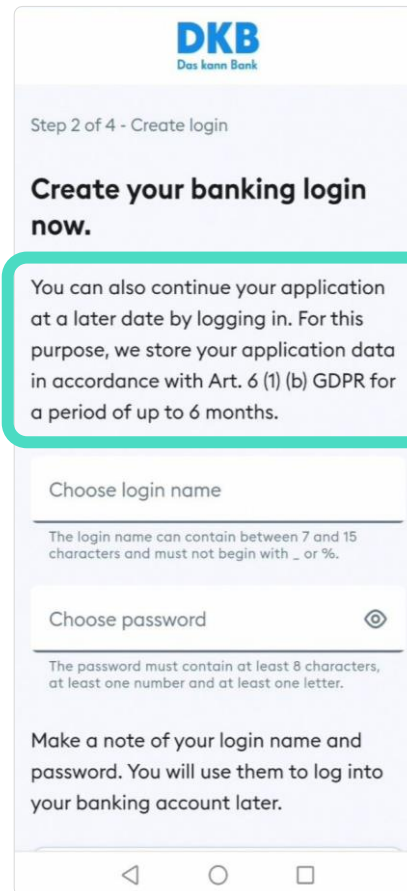 DKB
Das kann Bank
Step 2 of 4 - Create login
Create your banking login
now.
You can also continue your application
at a later date by logging in. For this
purpose, we store your application data
in accordance with Art. 6 (1) (b) GDPR for
a period of up to 6 months.
Choose login name
The login name can contain between 7 and 15
characters and must not begin with _ or %.
Choose password
The password must contain at least 8 characters,
at least one number and at least one letter.
Make a note of your login name and
password. You will use them to log into
your banking account later.